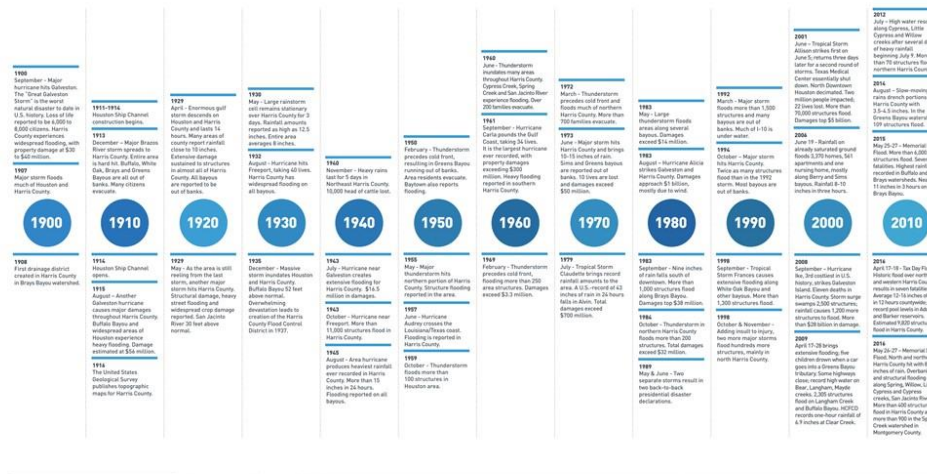 1900
September - Major
hurricane hits Galveston.
The "Great Galveston
Storm" is the worst
natural disaster to date in
U.S. history. Loss of life
reported to be 6,000 to
8,000 citizens. Harris
County experiences
widespread flooding, with
property damage of $30
to $40 million.
1907
Major storm floods
much of Houston and
Harris County.
1900
1908
First drainage district
created in Harris County
in Brays Bayou watershed.
1911-1914
Houston Ship Channel
construction begins.
1913
December - Major Brazos
River storm spreads to
Harris County. Entire area
is hard hit. Buffalo, White
Oak, Brays and Greens
Bayous are all out of
banks. Many citizens
evacuate.
1910
1914
Houston Ship Channel
opens.
1915
August - Another
Galveston hurricane
causes major damages
throughout Harris County.
Buffalo Bayou and
widespread areas of
Houston experience
heavy flooding. Damage
estimated at $56 million.
1916
The United States
Geological Survey
publishes topographic
maps for Harris County.
1929
April - Enormous gulf
storm descends on
Houston and Harris
County and lasts 14
hours. Many areas of
county report rainfall
close to 10 inches.
Extensive damage
sustained to structures
in almost all of Harris
County. All bayous
are reported to be
out of banks.
1920
1929
May - As the area is still
reeling from the last
storm, another major
storm hits Harris County.
Structural damage, heavy
street flooding and
widespread crop damage
reported. San Jacinto
River 30 feet above
normal.
1930
May - Large rainstorm
cell remains stationary
over Harris County for 3
days. Rainfall amounts
reported as high as 12.5
inches. Entire area
averages 8 inches.
1932
August - Hurricane hits
Freeport, taking 40 lives.
Harris County has
widespread flooding on
all bayous.
1930
1935
December - Massive
storm inundates Houston
and Harris County.
Buffalo Bayou 52 feet
above normal.
Overwhelming
devastation leads to
creation of the Harris
County Flood Control
District in 1937.
1940
November - Heavy rains
last for 5 days in
Northeast Harris County.
10,000 head of cattle lost.
1940
1943
July - Hurricane near
Galveston creates
extensive flooding for
Harris County. $16.5
million in damages.
1943
October - Hurricane near
Freeport. More than
11,000 structures flood in
Harris County.
1945
August - Area hurricane
produces heaviest rainfall
ever recorded in Harris
County. More than 15
inches in 24 hours.
Flooding reported on all
bayous.
1950
February - Thunderstorm
precedes cold front,
resulting in Greens Bayou
running out of banks.
Area residents evacuate.
Baytown also reports
flooding.
1950
1955
May - Major
thunderstorm hits
northern portion of Harris
County. Structure flooding
reported in the area.
1957
June - Hurricane
Audrey crosses the
Louisiana/Texas coast.
Flooding is reported in
Harris County.
1959
October - Thunderstorm
floods more than
100 structures in
Houston area.
1960
June - Thunderstorm
inundates many areas
throughout Harris County.
Cypress Creek, Spring
Creek and San Jacinto
River experience flooding. Over
200 families evacuate.
1961
September - Hurricane
Carla pounds the Gulf
Coast, taking 34 lives.
It is the largest hurricane
ever recorded, with
property damages
exceeding $300
million. Heavy flooding
reported in southern
Harris County.
1960
1969
February - Thunderstorm
precedes cold front,
flooding more than 250
area structures. Damages
exceed $3.3 million.
1972
March - Thunderstorm
precedes cold front and
floods much of northern
Harris County. More than
700 families evacuate.
1973
June - Major storm hits
Harris County and brings
10-15 inches of rain.
Sims and Greens bayous
are reported out of
banks. 10 lives are lost
and damages exceed
$50 million.
1970
1979
July - Tropical Storm
Claudette brings record
rainfall amounts to the
area. A U.S.-record of 43
inches of rain in 24 hours
falls in Alvin. Total
damages exceed
$700 million.
1983
May - Large
thunderstorm floods
areas along several
bayous. Damages
exceed $14 million.
1983
August - Hurricane Alicia
strikes Galveston and
Harris County. Damages
approach $1 billion,
mostly due to wind.
1980
1983
September - Nine inches
of rain falls south of
downtown. More than
1,000 structures flood
along Brays Bayou.
Damages top $38 million.
1984
October - Thunderstorm in
northern Harris County
floods more than 200
structures. Total damages
exceed $32 million.
1989
May & June - Two
separate storms result in
two back-to-back
presidential disaster
declarations.
1992
March - Major storm
floods more than 1,500
structures and many
bayous are out of
banks. Much of I-10 is
under water.
1994
October - Major storm
hits Harris County.
Twice as many structures
flood than in the 1992
storm. Most bayous are
out of banks.
1990
1998
September - Tropical
Storm Frances causes
extensive flooding along
White Oak Bayou and
other bayous. More than
1,300 structures flood.
1998
October & November -
Adding insult to injury,
two more major storms
flood hundreds more
structures, mainly in
north Harris County.
2001
June - Tropical Storm
Allison strikes first on
June 5; returns three days
later for a second round of
storms. Texas Medical
Center essentially shut
down. North Downtown
Houston decimated. Two
million people impacted;
22 lives lost. More than
70,000 structures flood.
Damages top $5 billion.
2006
June 19 - Rainfall on
already saturated ground
floods 3,370 homes, 561
apartments and one
nursing home, mostly
along Berry and Sims
bayous. Rainfall 8-10
inches in three hours.
2000
2008
September - Hurricane
Ike, 3rd costliest in U.S.
history, strikes Galveston
Island. Eleven deaths in
Harris County. Storm surge
swamps 2,500 structures;
rainfall causes 1,200 more
structures to flood. More
than $28 billion in damage.
2009
April 17-28 brings
extensive flooding; five
children drown when a car
goes into a Greens Bayou
tributary. Some highways
close; record high water on
Bear, Langham, Mayde
creeks. 2,305 structures
flood on Langham Creek
and Buffalo Bayou. HCFCD
records one-hour rainfall of
6.9 inches at Clear Creek.
2012
July - High water
along Cypress, Little
Cypress and Willow
creeks after several
of heavy rainfall
beginning July 9. More
than 70 structures
northern Harris
2014
August - Slow-moving
rains drench portions
Harris County with
3.5-4.5 inches. In the
Greens Bayou
109 structures flood.
2015
May 25-27 - Memorial
Flood. More than 6,000
structures flood. Seven
fatalities. Highest
recorded in Buffalo and
Brays watersheds.
11 inches in 3 hours on
Brays Bayou.
2010
2016
April 17-18 - Tax Day
Historic flood over
and western Harris
results in seven
Average 12-16 inches
in 12 hours countywide;
record pool levels in
and Barker reservoirs.
Estimated 9,820
flood in Harris County.
2016
May 26-27 - Memorial
Flood. North and
Harris County hit with
inches of rain.
and structural flooding
along Spring, Willow,
Cypress and Cypress
creeks, San Jacinto
More than 400
flood in Harris County
more than 900 in the
Creek watershed in
Montgomery County.